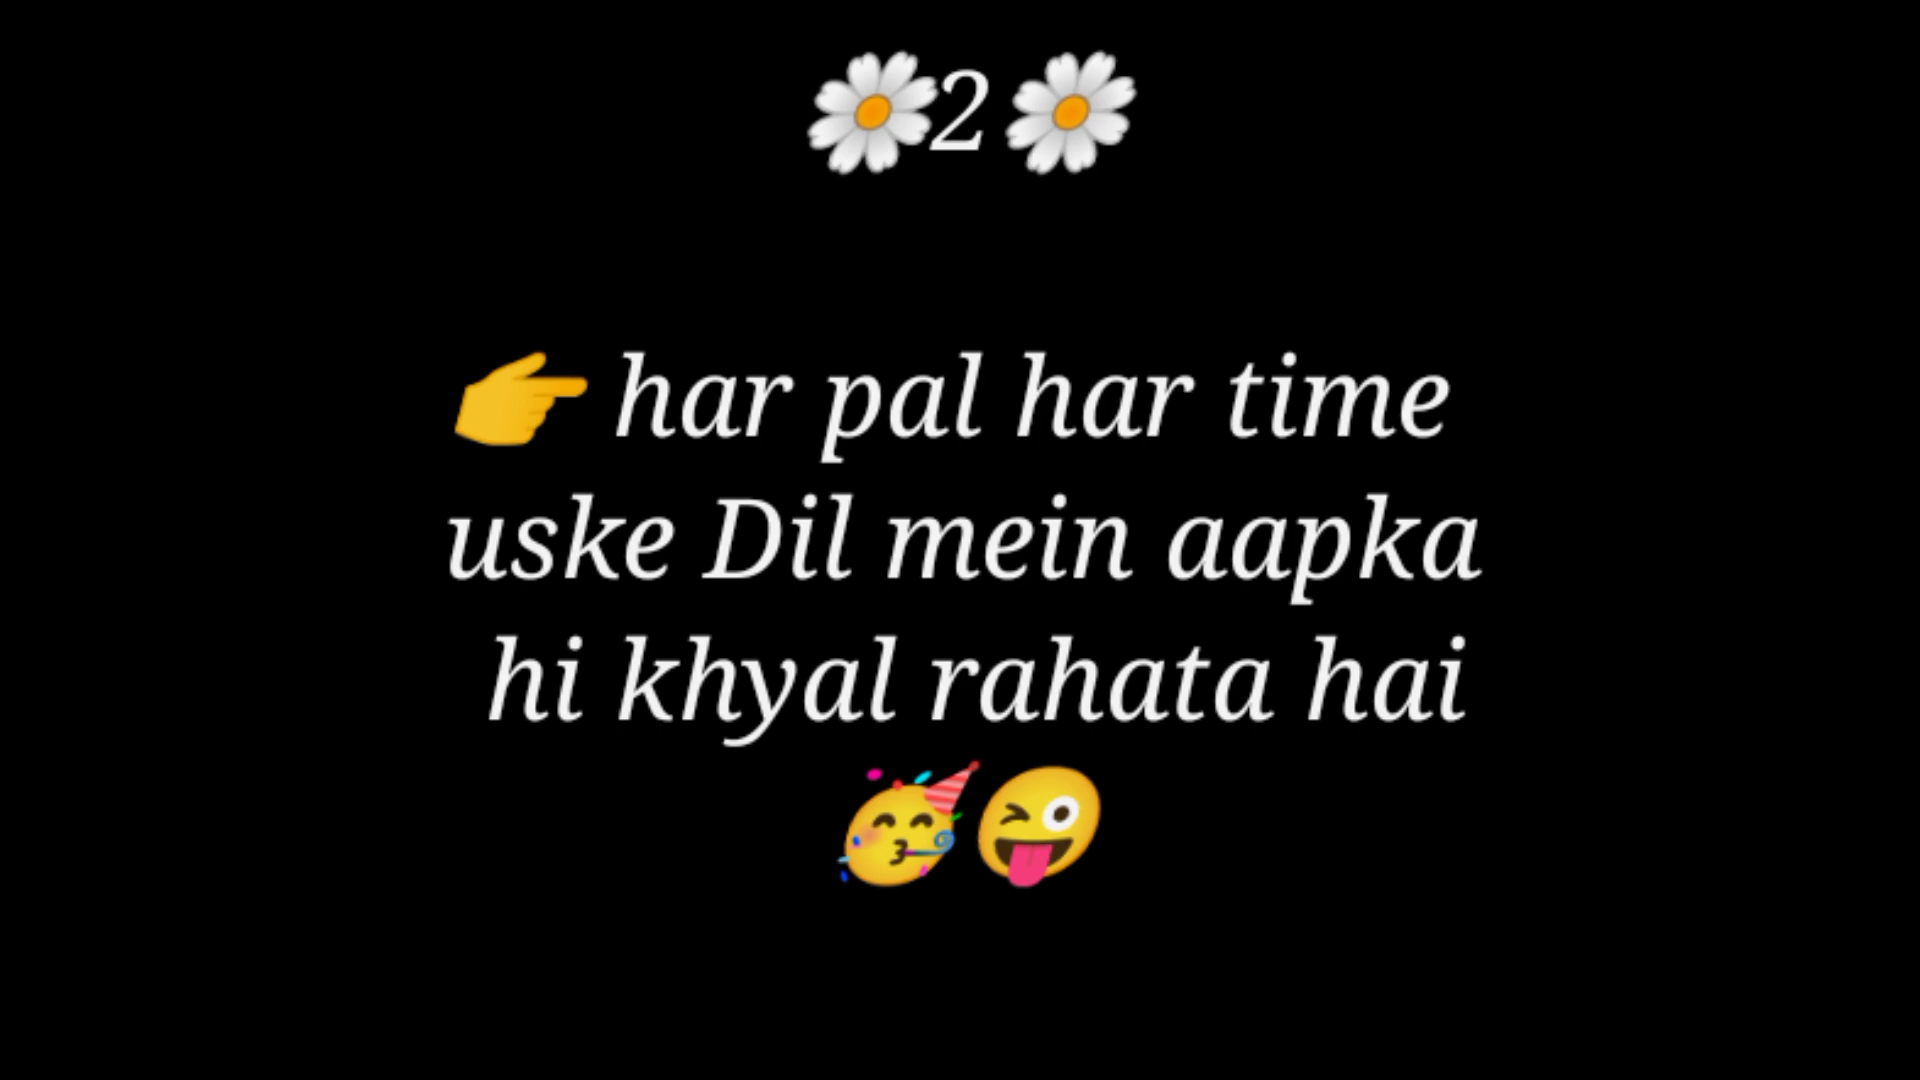 🌼2🌼
👉 har pal har time
uske Dil mein aapka
hi khyal rahata hai
🥳😜